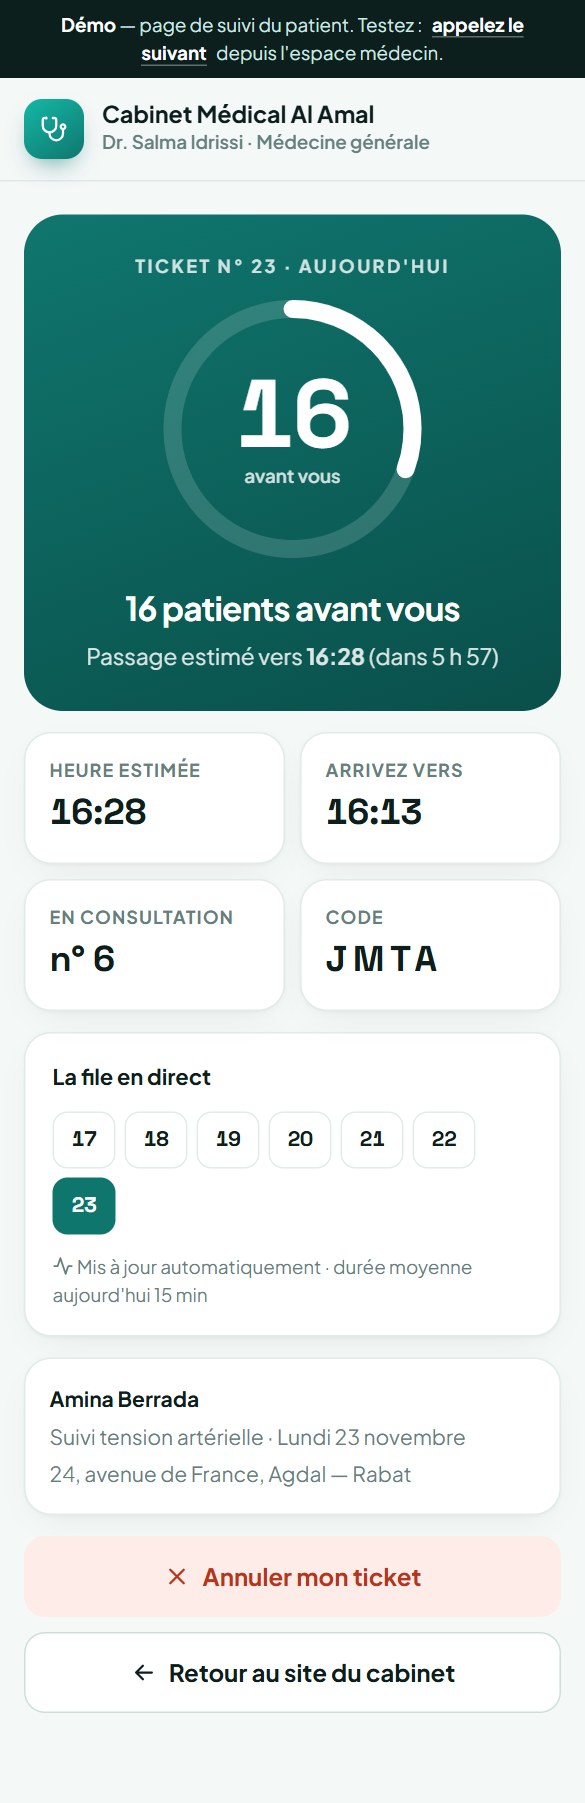 Démo — page de suivi du patient. Testez : appelez le
suivant depuis l'espace médecin.
Cabinet Médical Al Amal
Dr. Salma Idrissi · Médecine générale
TICKET N° 23 · AUJOURD'HUI
16
avant vous
16 patients avant vous
Passage estimé vers 16:28 (dans 5 h 57)
HEURE ESTIMÉE
16:28
ARRIVEZ VERS
16:13
EN CONSULTATION
n° 6
CODE
JMTA
La file en direct
17 18 19 20 21 22
23
Mis à jour automatiquement · durée moyenne
aujourd'hui 15 min
Amina Berrada
Suivi tension artérielle · Lundi 23 novembre
24, avenue de France, Agdal — Rabat
Annuler mon ticket
Retour au site du cabinet